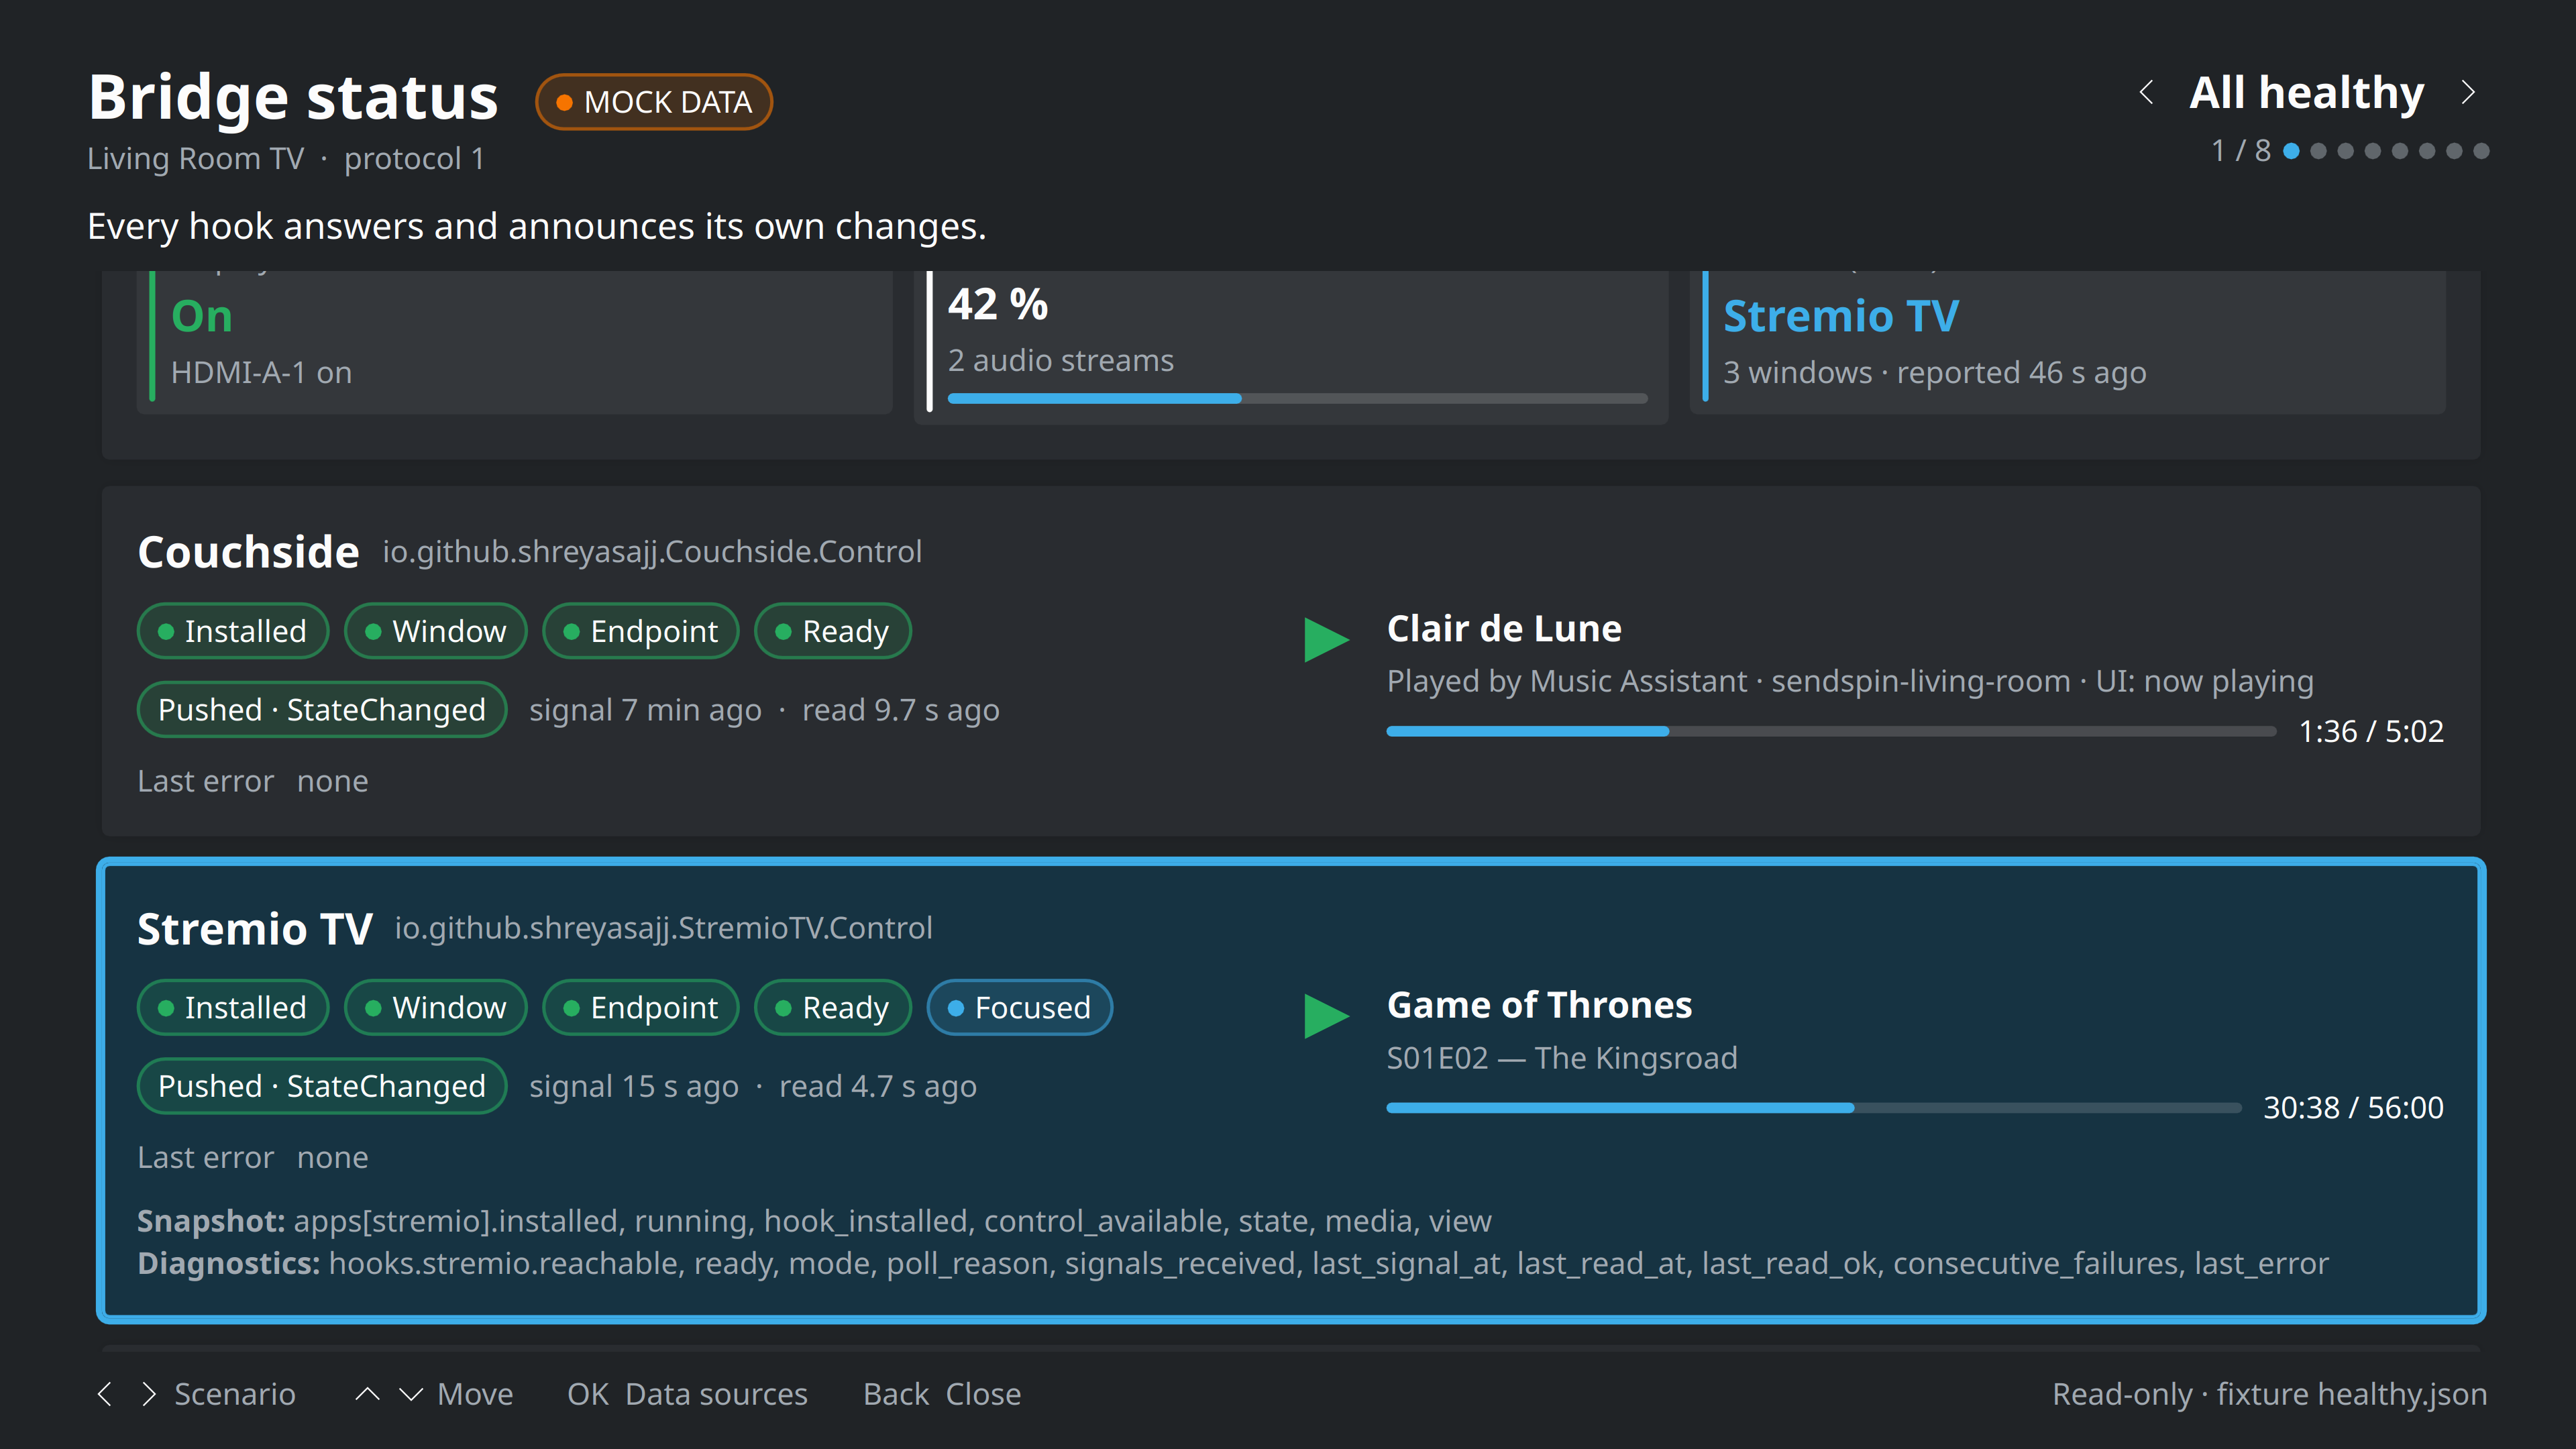 Bridge status
MOCK DATA
All healthy
Living Room TV · protocol 1
1 / 8
Every hook answers and announces its own changes.
On
HDMI-A-1 on
42 %
2 audio streams
Stremio TV
3 windows · reported 46 s ago
Couchside io.github.shreyasajj.Couchside.Control
Installed Window Endpoint Ready
Pushed · StateChanged signal 7 min ago · read 9.7 s ago
Last error none
Clair de Lune
Played by Music Assistant · sendspin-living-room · UI: now playing
1:36 / 5:02
Stremio TV io.github.shreyasajj.StremioTV.Control
Installed Window Endpoint Ready Focused
Pushed · StateChanged signal 15 s ago · read 4.7 s ago
Last error none
Game of Thrones
S01E02 — The Kingsroad
30:38 / 56:00
Snapshot: apps[stremio].installed, running, hook_installed, control_available, state, media, view
Diagnostics: hooks.stremio.reachable, ready, mode, poll_reason, signals_received, last_signal_at, last_read_at, last_read_ok, consecutive_failures, last_error
Scenario Move OK Data sources Back Close
Read-only · fixture healthy.json